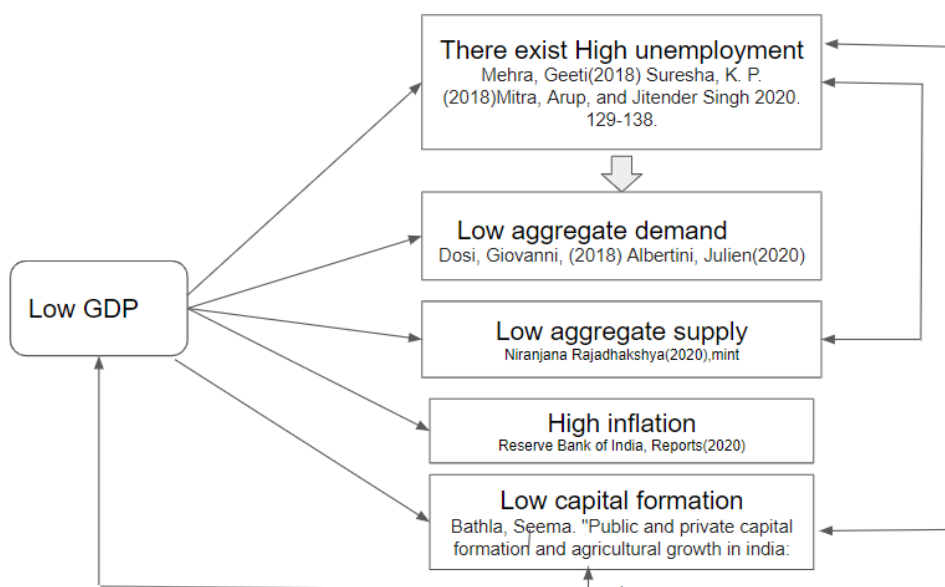 There exist High unemployment
Mehra, Geeti(2018) Suresha, K. P.
(2018)Mitra, Arup, and Jitender Singh 2020.
129-138.
Low aggregate demand
Dosi, Giovanni, (2018) Albertini, Julien(2020)
Low GDP
Low aggregate supply
Niranjana Rajadhakshya(2020),mint
High inflation
Reserve Bank of India, Reports(2020)
Low capital formation
Bathla, Seema. "Public and private capital
formation and agricultural growth in india: